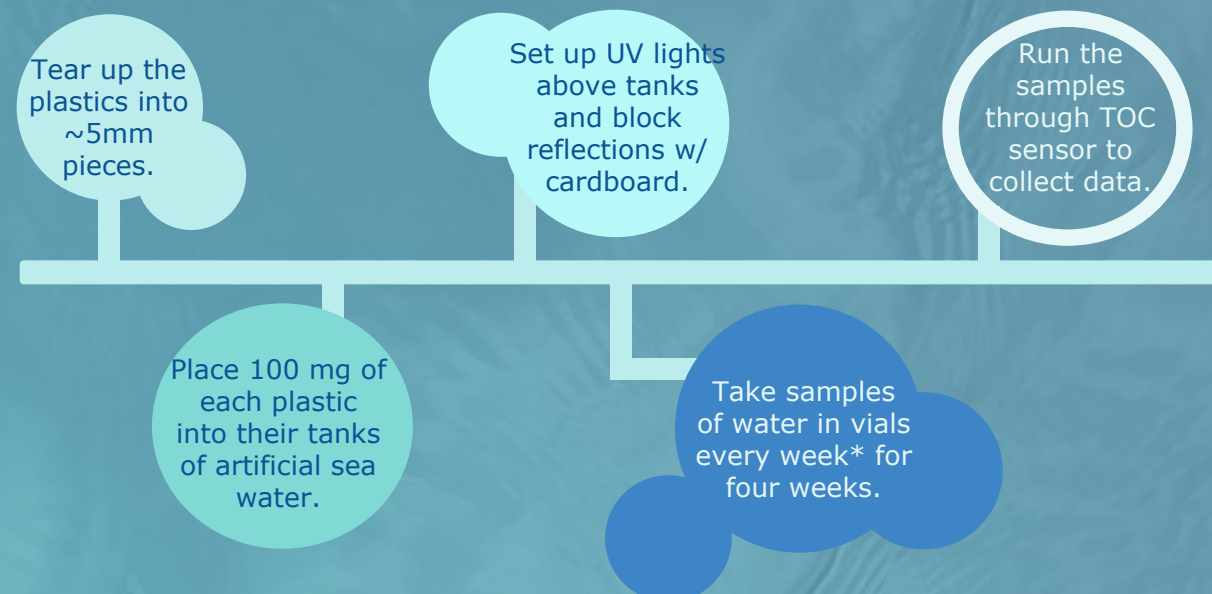 Tear up the
plastics into
~5mm
pieces.
Place 100 mg of
each plastic
into their tanks
of artificial sea
water.
Set up UV lights
above tanks
and block
reflections w/
cardboard.
Take samples
of water in vials
every week* for
four weeks.
Run the
samples
through TOC
sensor to
collect data.